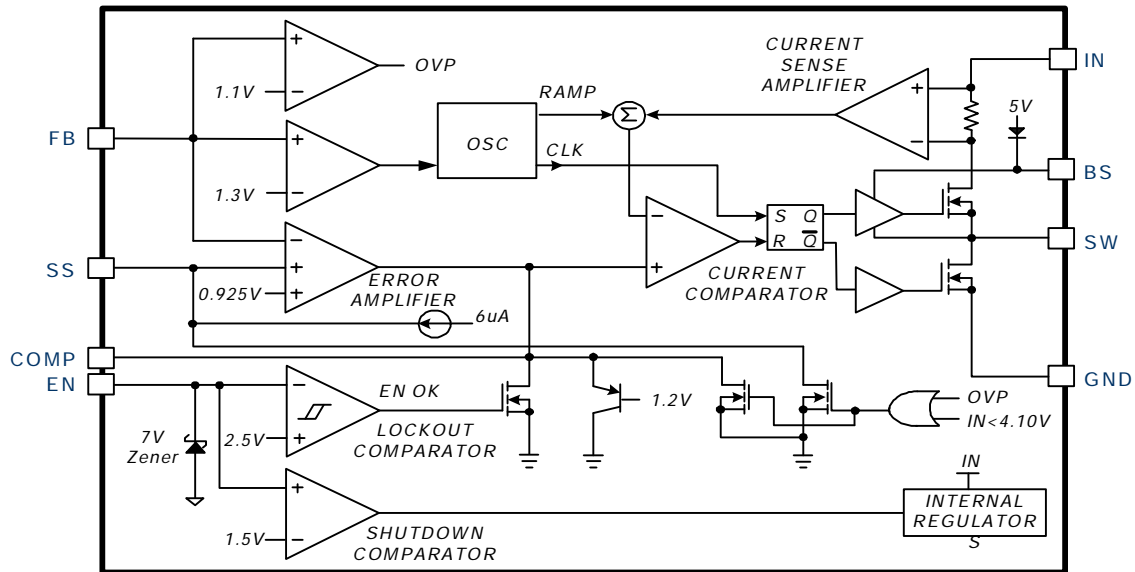 CURRENT
SENSE
AMPLIFIER
IN
+
OVP
1.1V
−
RAMP
Σ
+
5V
FB
+
OSC
CLK
−
BS
1.3V
−
−
S Q
R Q̅
SW
SS
−
+
0.925V
+
ERROR
AMPLIFIER
+
CURRENT
COMPARATOR
6uA
COMP
EN
−
EN OK
1.2V
OVP
IN<4.10V
GND
7V
Zener
2.5V
+
LOCKOUT
COMPARATOR
+
1.5V
−
SHUTDOWN
COMPARATOR
IN
INTERNAL
REGULATOR
S